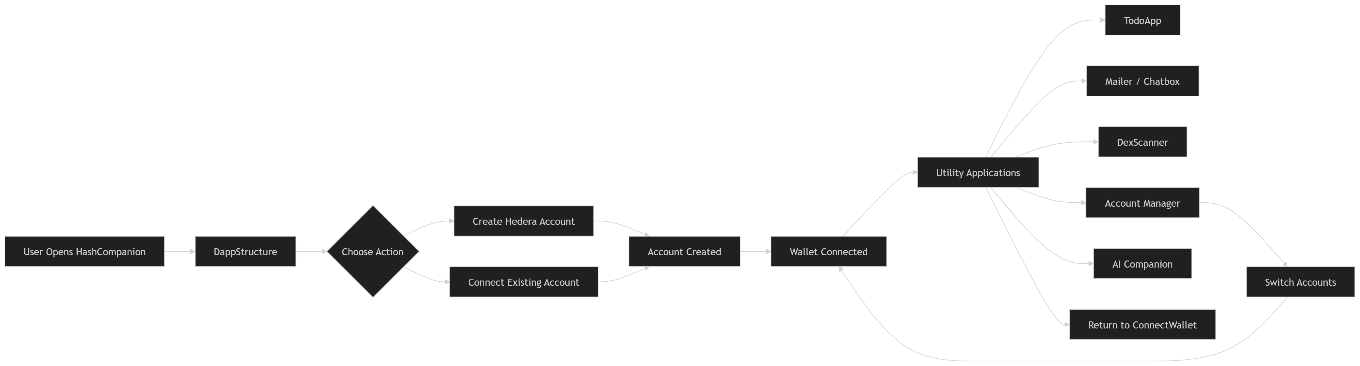 User Opens HashCompanion
DappStructure
Choose Action
Create Hedera Account
Connect Existing Account
Account Created
Wallet Connected
Utility Applications
TodoApp
Mailer / Chatbox
DexScanner
Account Manager
AI Companion
Return to ConnectWallet
Switch Accounts